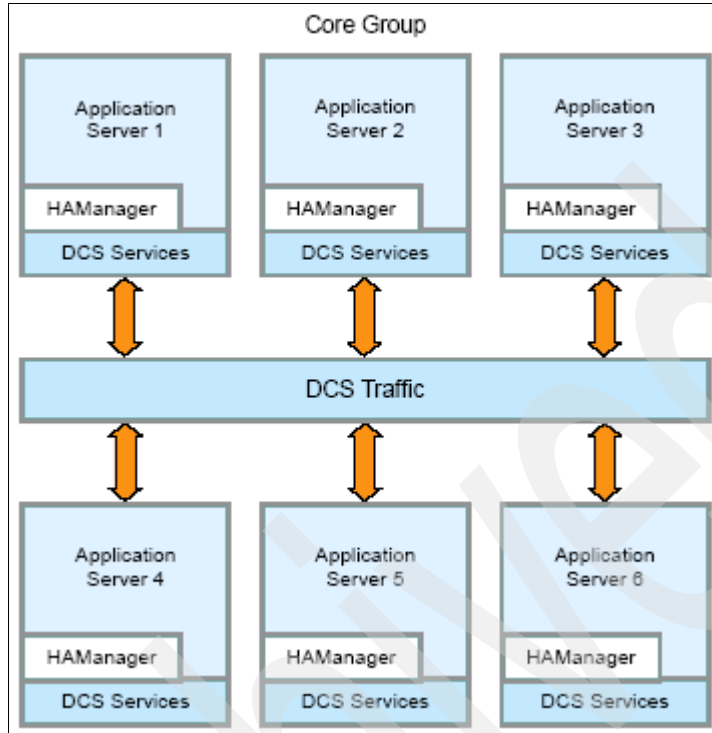 Core Group
Application
Server 1
HAManager
DCS Services
Application
Server 2
HAManager
DCS Services
Application
Server 3
HAManager
DCS Services
DCS Traffic
Application
Server 4
HAManager
DCS Services
Application
Server 5
HAManager
DCS Services
Application
Server 6
HAManager
DCS Services